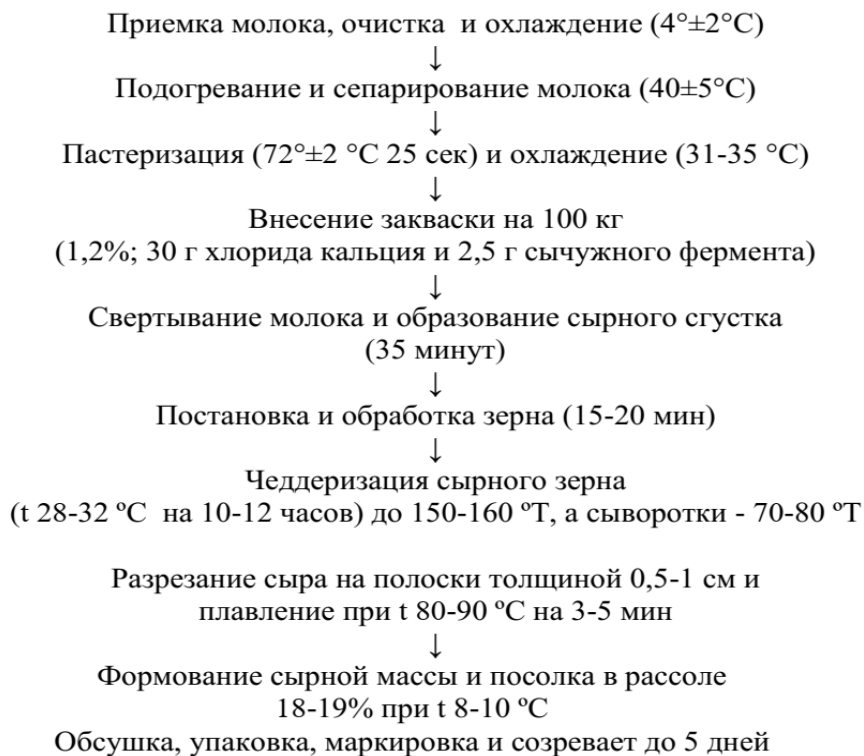 Приемка молока, очистка и охлаждение (4°±2°С)
↓
Подогревание и сепарирование молока (40±5°С)
↓
Пастеризация (72°±2 °С 25 сек) и охлаждение (31-35 °С)
↓
Внесение закваски на 100 кг
(1,2%; 30 г хлорида кальция и 2,5 г сычужного фермента)
↓
Свертывание молока и образование сырного сгустка
(35 минут)
↓
Постановка и обработка зерна (15-20 мин)
↓
Чеддеризация сырного зерна
(t 28-32 ºС на 10-12 часов) до 150-160 ºТ, а сыворотки - 70-80 ºТ
Разрезание сыра на полоски толщиной 0,5-1 см и
плавление при t 80-90 ºС на 3-5 мин
↓
Формование сырной массы и посолка в рассоле
18-19% при t 8-10 ºС
Обсушка, упаковка, маркировка и созревает до 5 дней